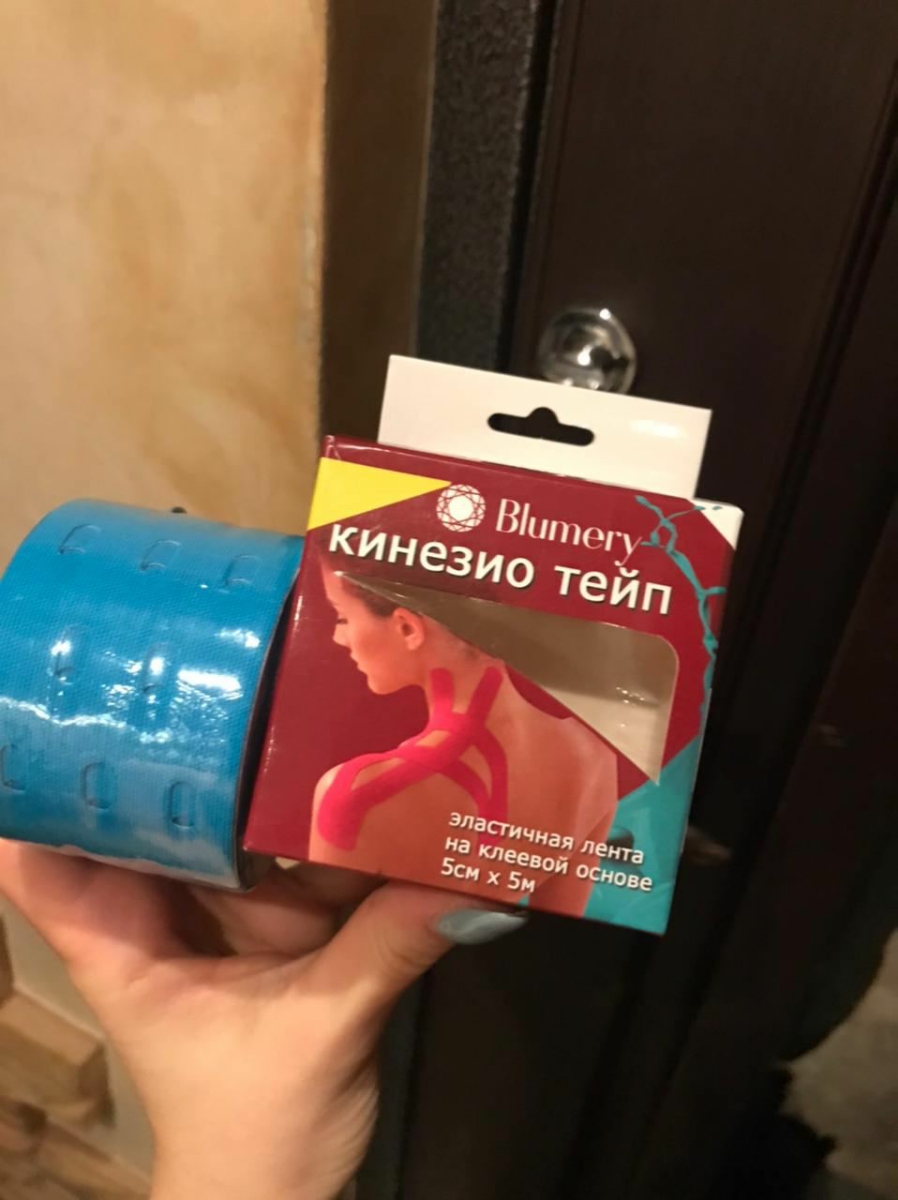 Blumery
кинезио тейп
эластичная лента
на клеевой основе
5см х 5м